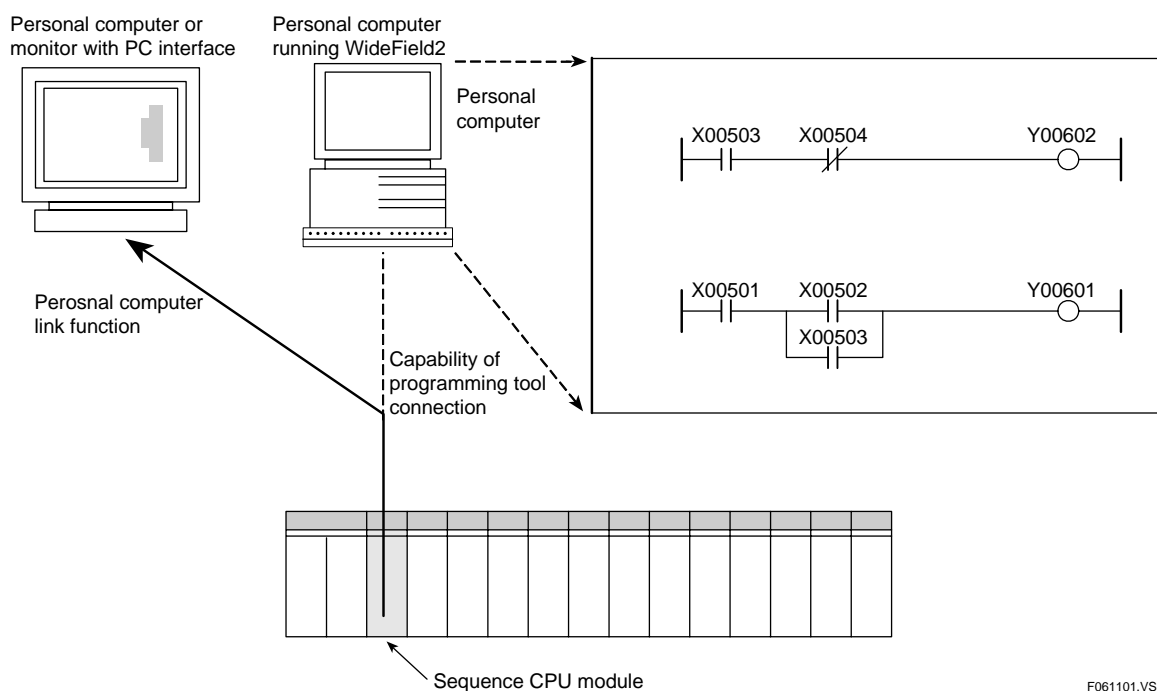 Personal computer or
monitor with PC interface
Personal computer
running WideField2
Personal
computer
X00503 X00504 Y00602
X00501 X00502 Y00601
X00503
Perosnal computer
link function
Capability of
programming tool
connection
Sequence CPU module
F061101.VS